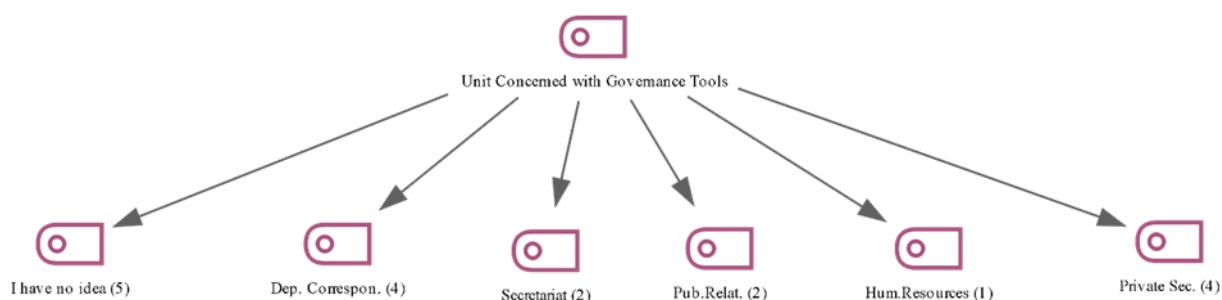 Unit Concerned with Governance Tools
I have no idea (5)
Dep. Correspon. (4)
Secretariat (2)
Pub.Relat. (2)
Hum.Resources (1)
Private Sec. (4)